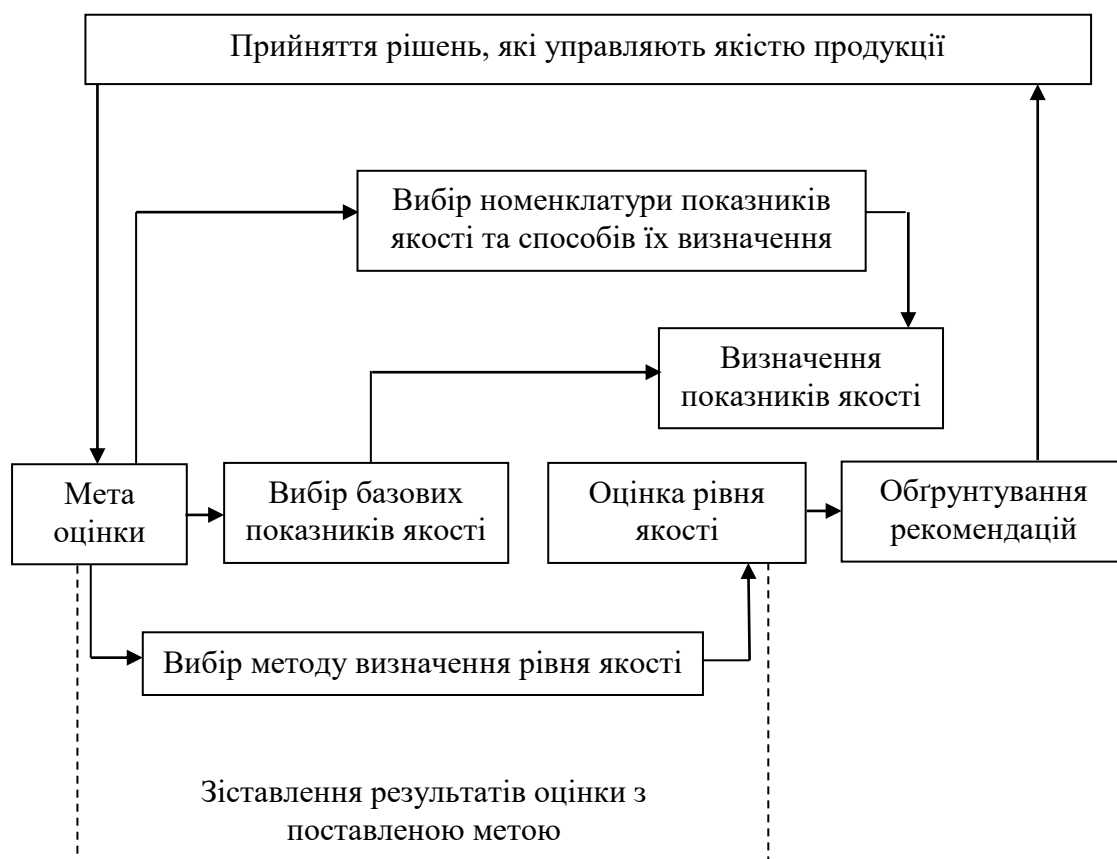 Прийняття рішень, які управляють якістю продукції
Вибір номенклатури показників
якості та способів їх визначення
Визначення
показників якості
Мета
оцінки
Вибір базових
показників якості
Оцінка рівня
якості
Обґрунтування
рекомендацій
Вибір методу визначення рівня якості
Зіставлення результатів оцінки з
поставленою метою